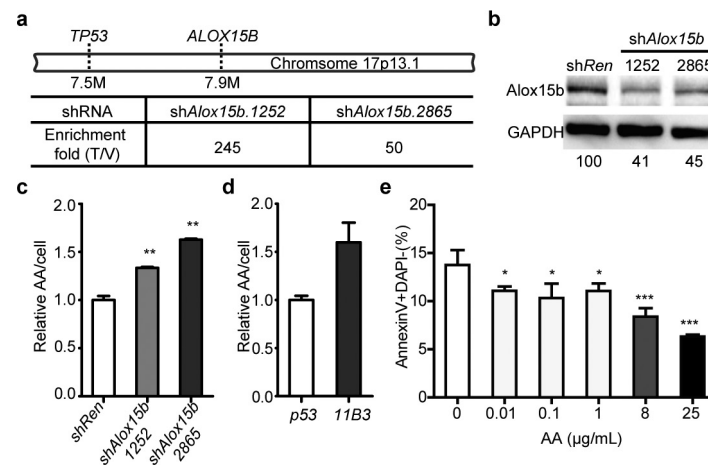 a
TP53 ALOX15B
Chromsome 17p13.1
7.5M 7.9M
shRNA shAlox15b.1252 shAlox15b.2865
Enrichment fold (T/V) 245 50
b
shAlox15b
shRen 1252 2865
Alox15b
GAPDH
100 41 45
c
Relative AA/cell
2.0
1.5
1.0
0.5
0.0
**
**
shRen
shAlox15b 1252
shAlox15b 2865
d
Relative AA/cell
2.0
1.5
1.0
0.5
0.0
p53 11B3
e
AnnexinV+DAPI-(%)
20
15
10
5
0
* * * *** ***
0 0.01 0.1 1 8 25
AA (µg/mL)